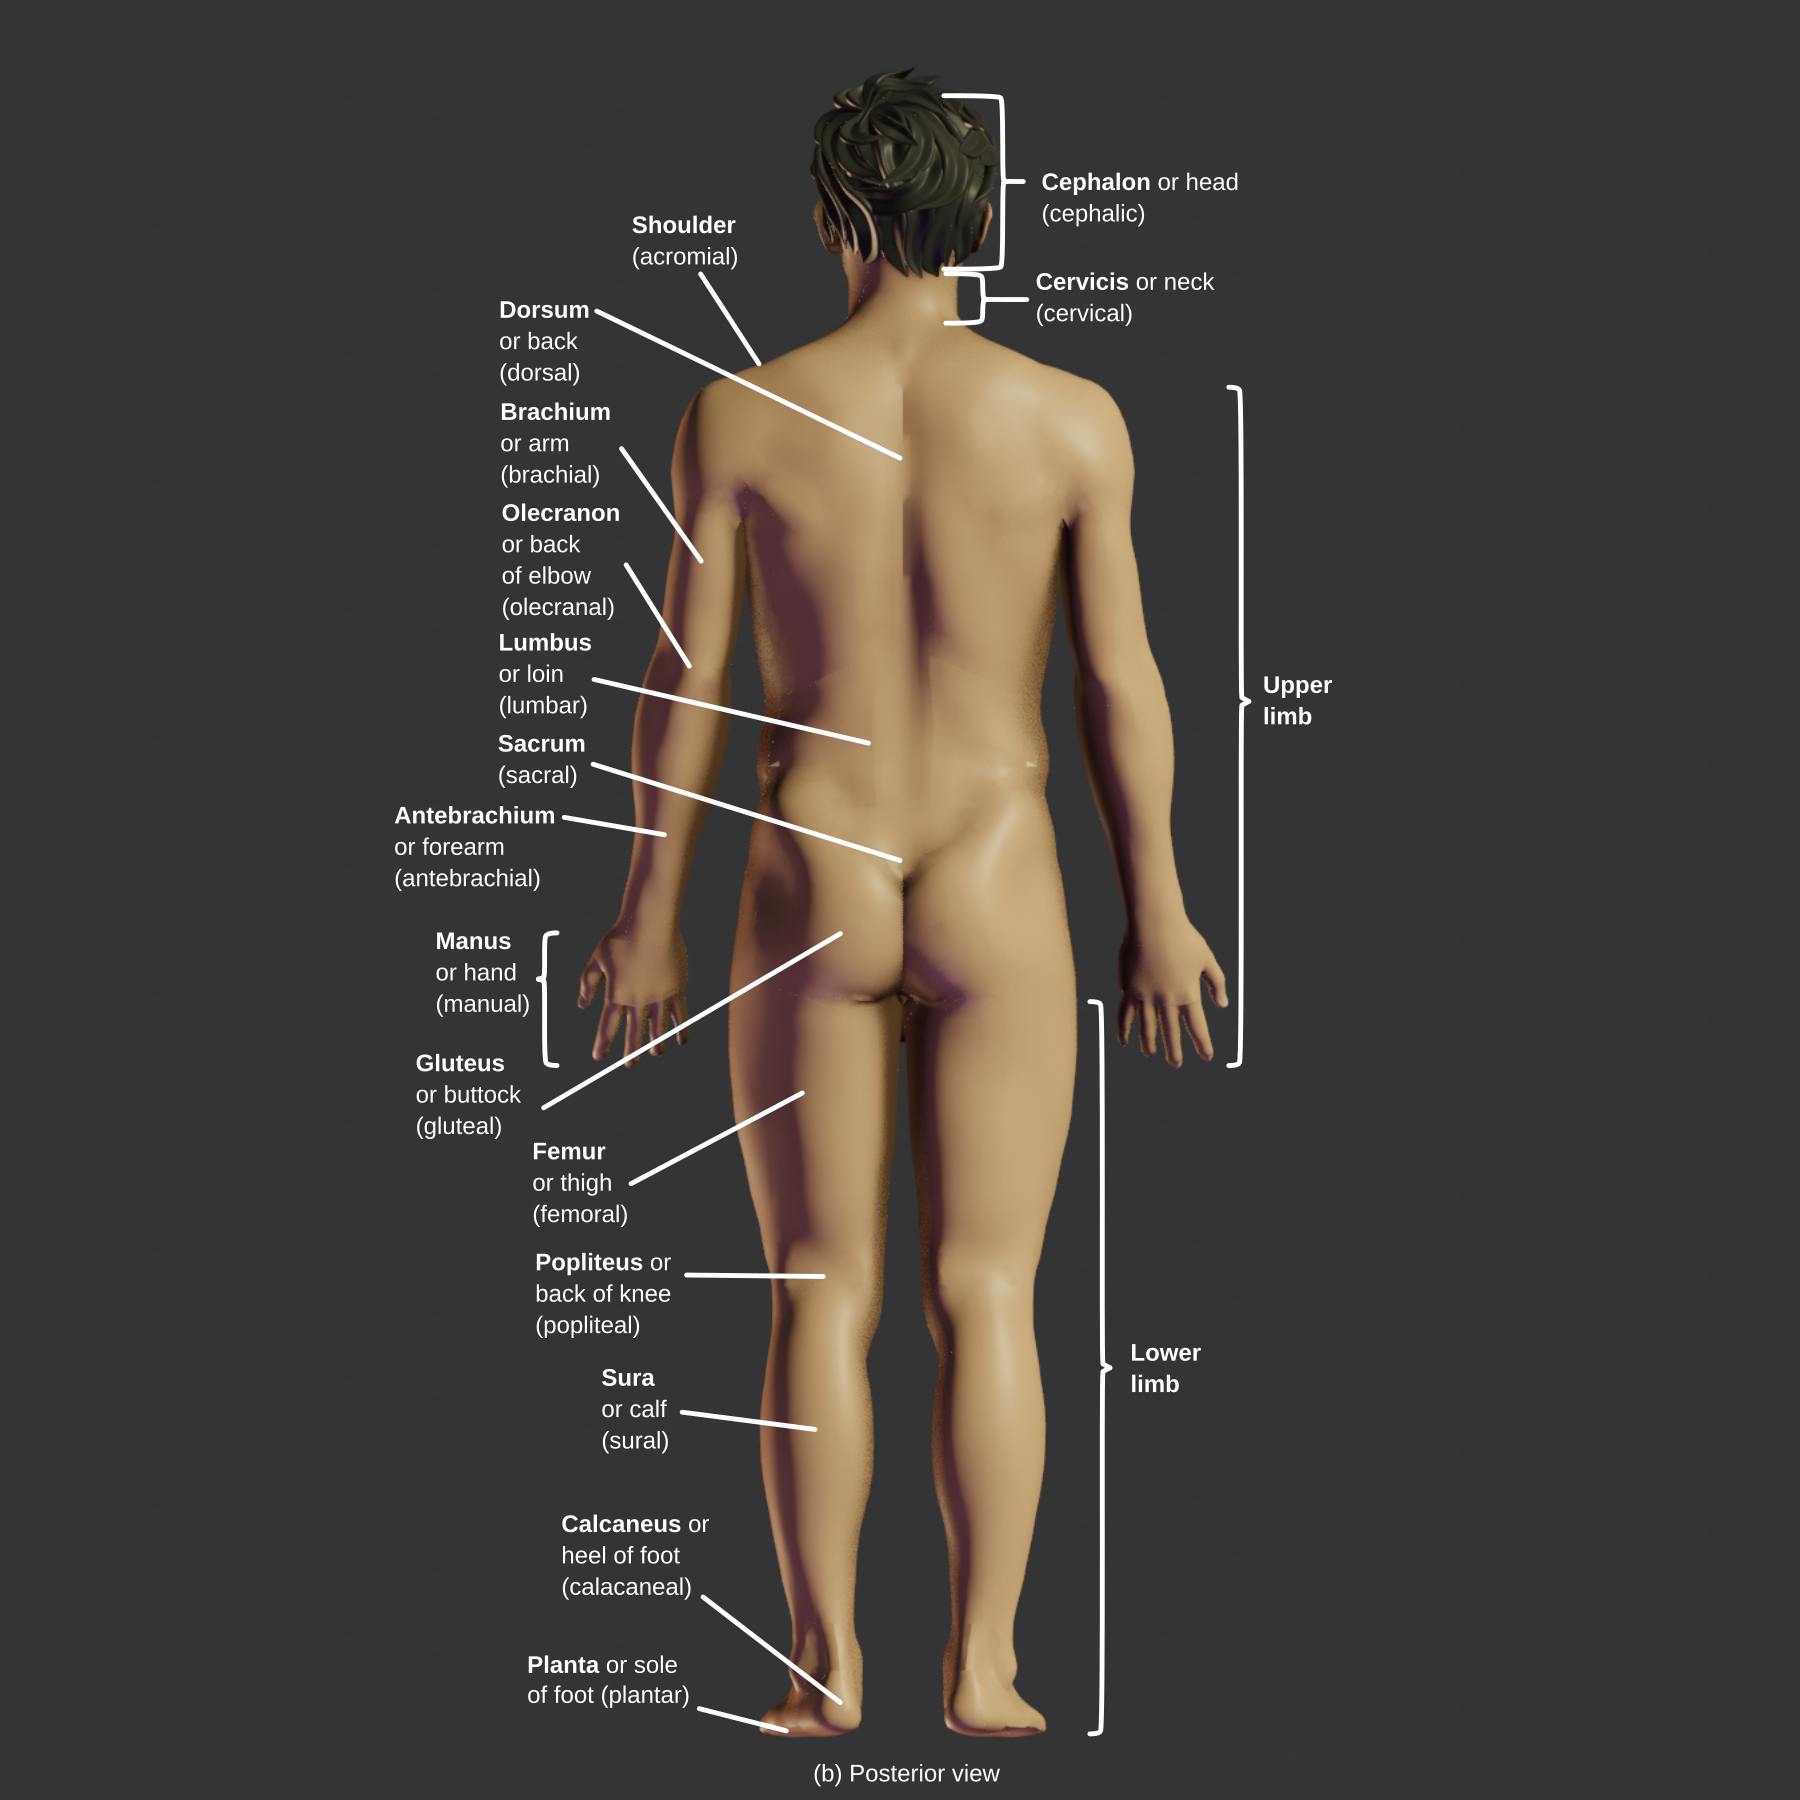 Cephalon or head
(cephalic)
Shoulder
(acromial)
Cervicis or neck
(cervical)
Dorsum
or back
(dorsal)
Brachium
or arm
(brachial)
Olecranon
or back
of elbow
(olecranal)
Lumbus
or loin
(lumbar)
Upper
limb
Sacrum
(sacral)
Antebrachium
or forearm
(antebrachial)
Manus
or hand
(manual)
Gluteus
or buttock
(gluteal)
Femur
or thigh
(femoral)
Popliteus or
back of knee
(popliteal)
Lower
limb
Sura
or calf
(sural)
Calcaneus or
heel of foot
(calacaneal)
Planta or sole
of foot (plantar)
(b) Posterior view